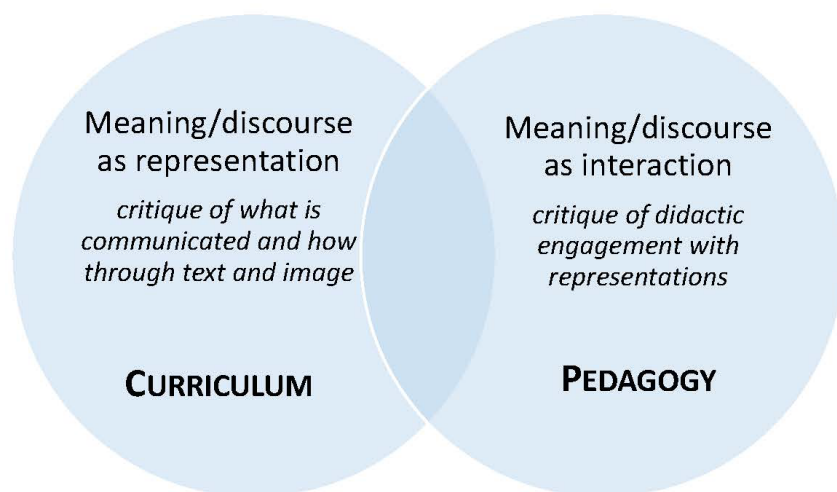 Meaning/discourse
as representation
critique of what is
communicated and how
through text and image
CURRICULUM
Meaning/discourse
as interaction
critique of didactic
engagement with
representations
PEDAGOGY